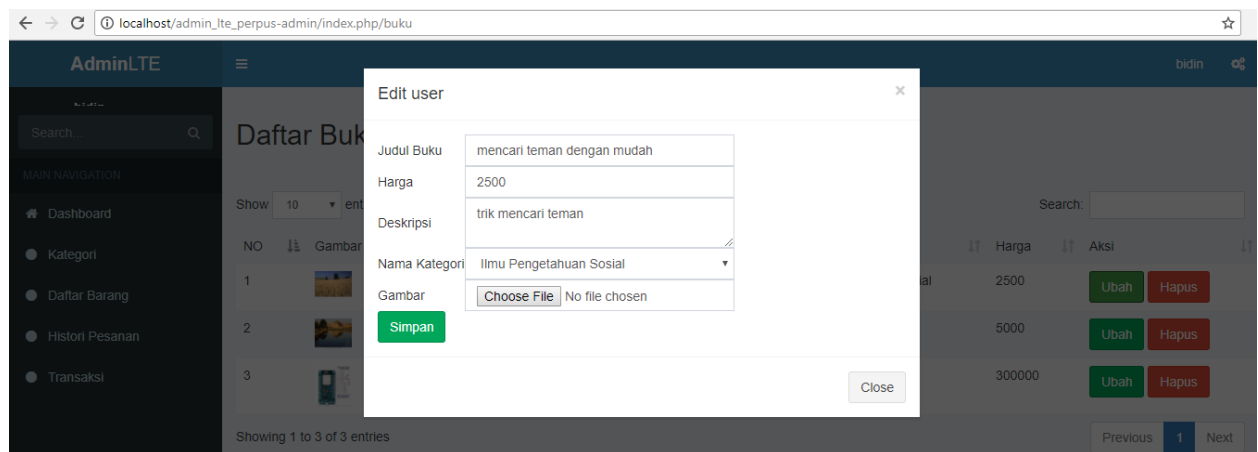 localhost/admin_lte_perpus-admin/index.php/buku
AdminLTE
bidin
Search...
MAIN NAVIGATION
Dashboard
Kategori
Daftar Barang
Histori Pesanan
Transaksi
Daftar Buk
Show 10 ent
Search:
NO Gambar Harga Aksi
1 ial 2500 Ubah Hapus
2 5000 Ubah Hapus
3 300000 Ubah Hapus
Showing 1 to 3 of 3 entries
Previous 1 Next
Edit user
×
Judul Buku mencari teman dengan mudah
Harga 2500
Deskripsi trik mencari teman
Nama Kategori Ilmu Pengetahuan Sosial
Gambar Choose File No file chosen
Simpan
Close